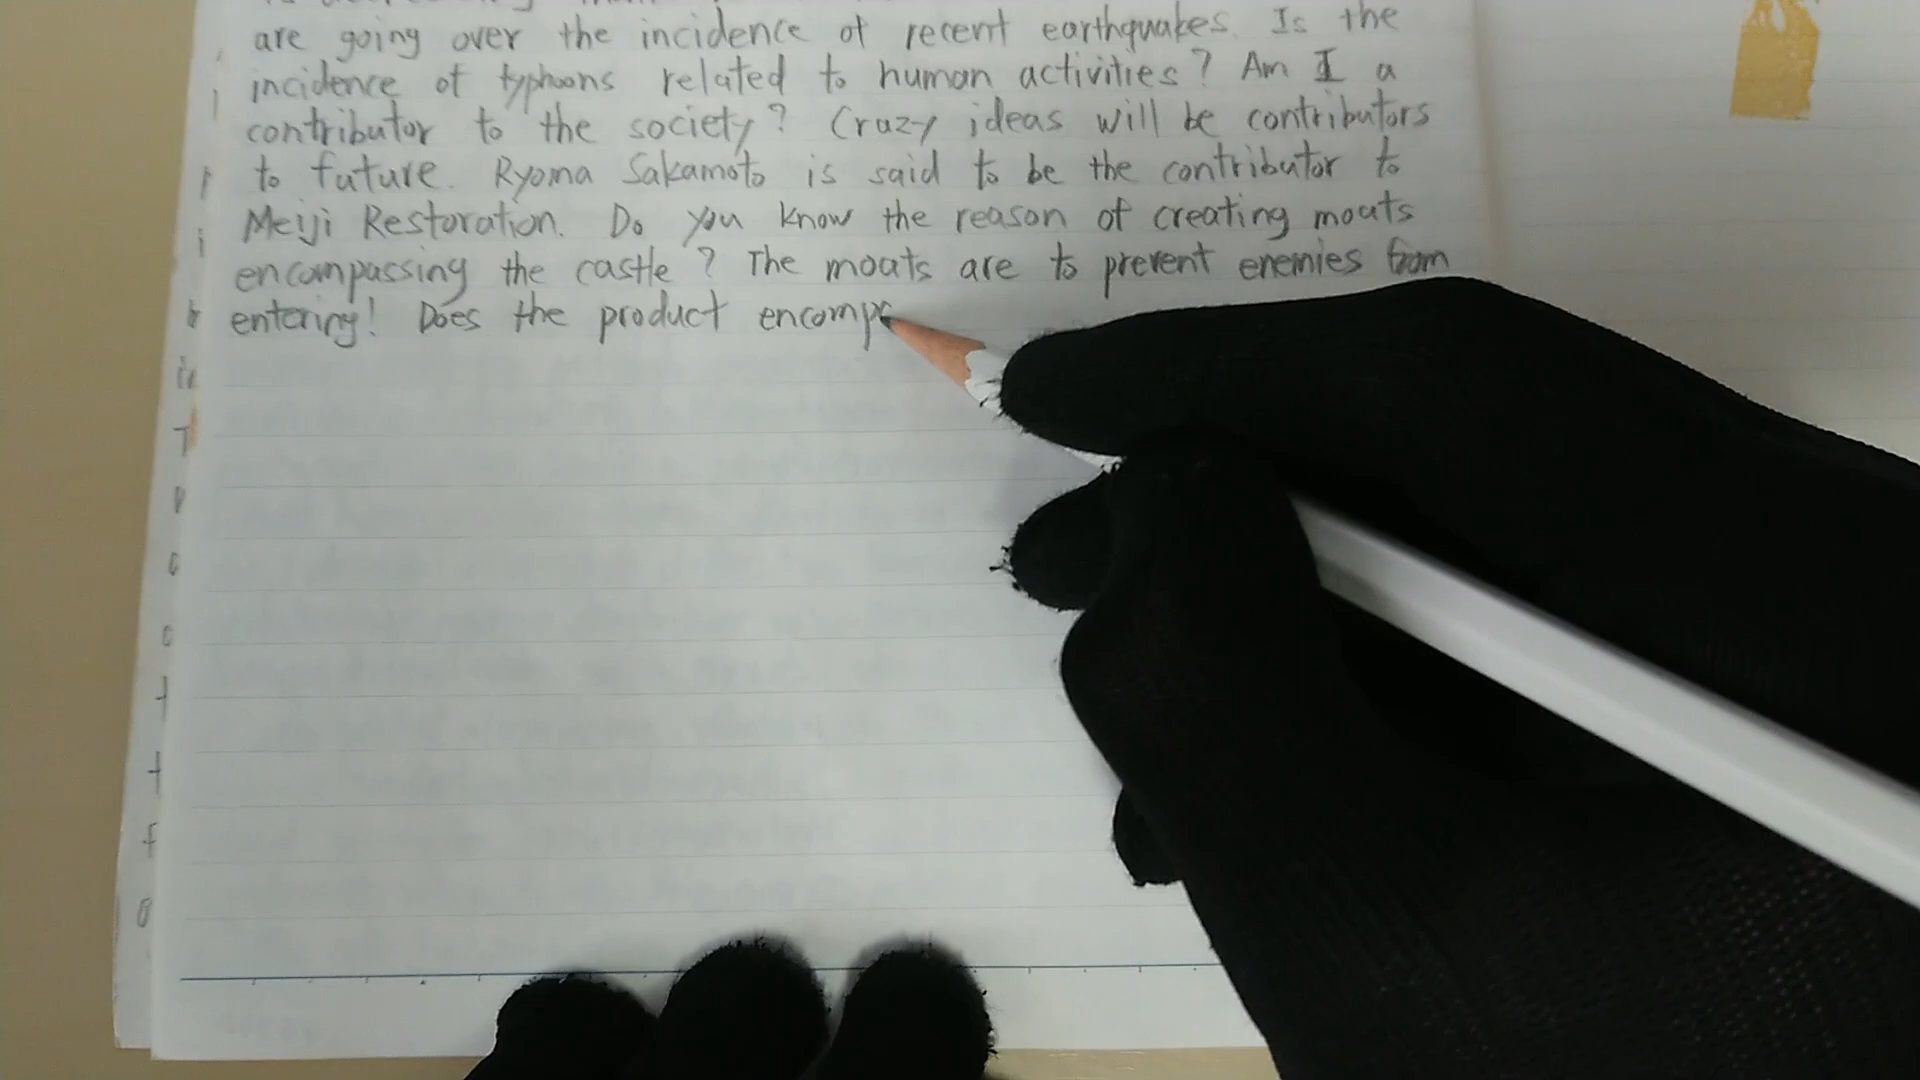 are going over the incidence of recent earthquakes. Is the
incidence of typhoons related to human activities? Am I a
contributor to the society? Crazy ideas will be contributors
to future. Ryoma Sakamoto is said to be the contributor to
Meiji Restoration. Do you know the reason of creating moats
encompassing the castle? The moats are to prevent enemies from
entering! Does the product encomp